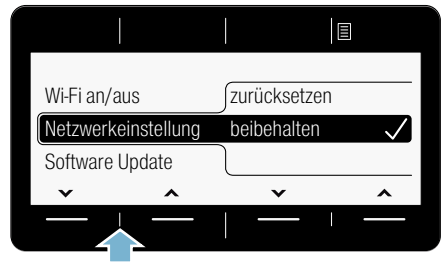 Wi-Fi an/aus zurücksetzen
Netzwerkeinstellung beibehalten
Software Update